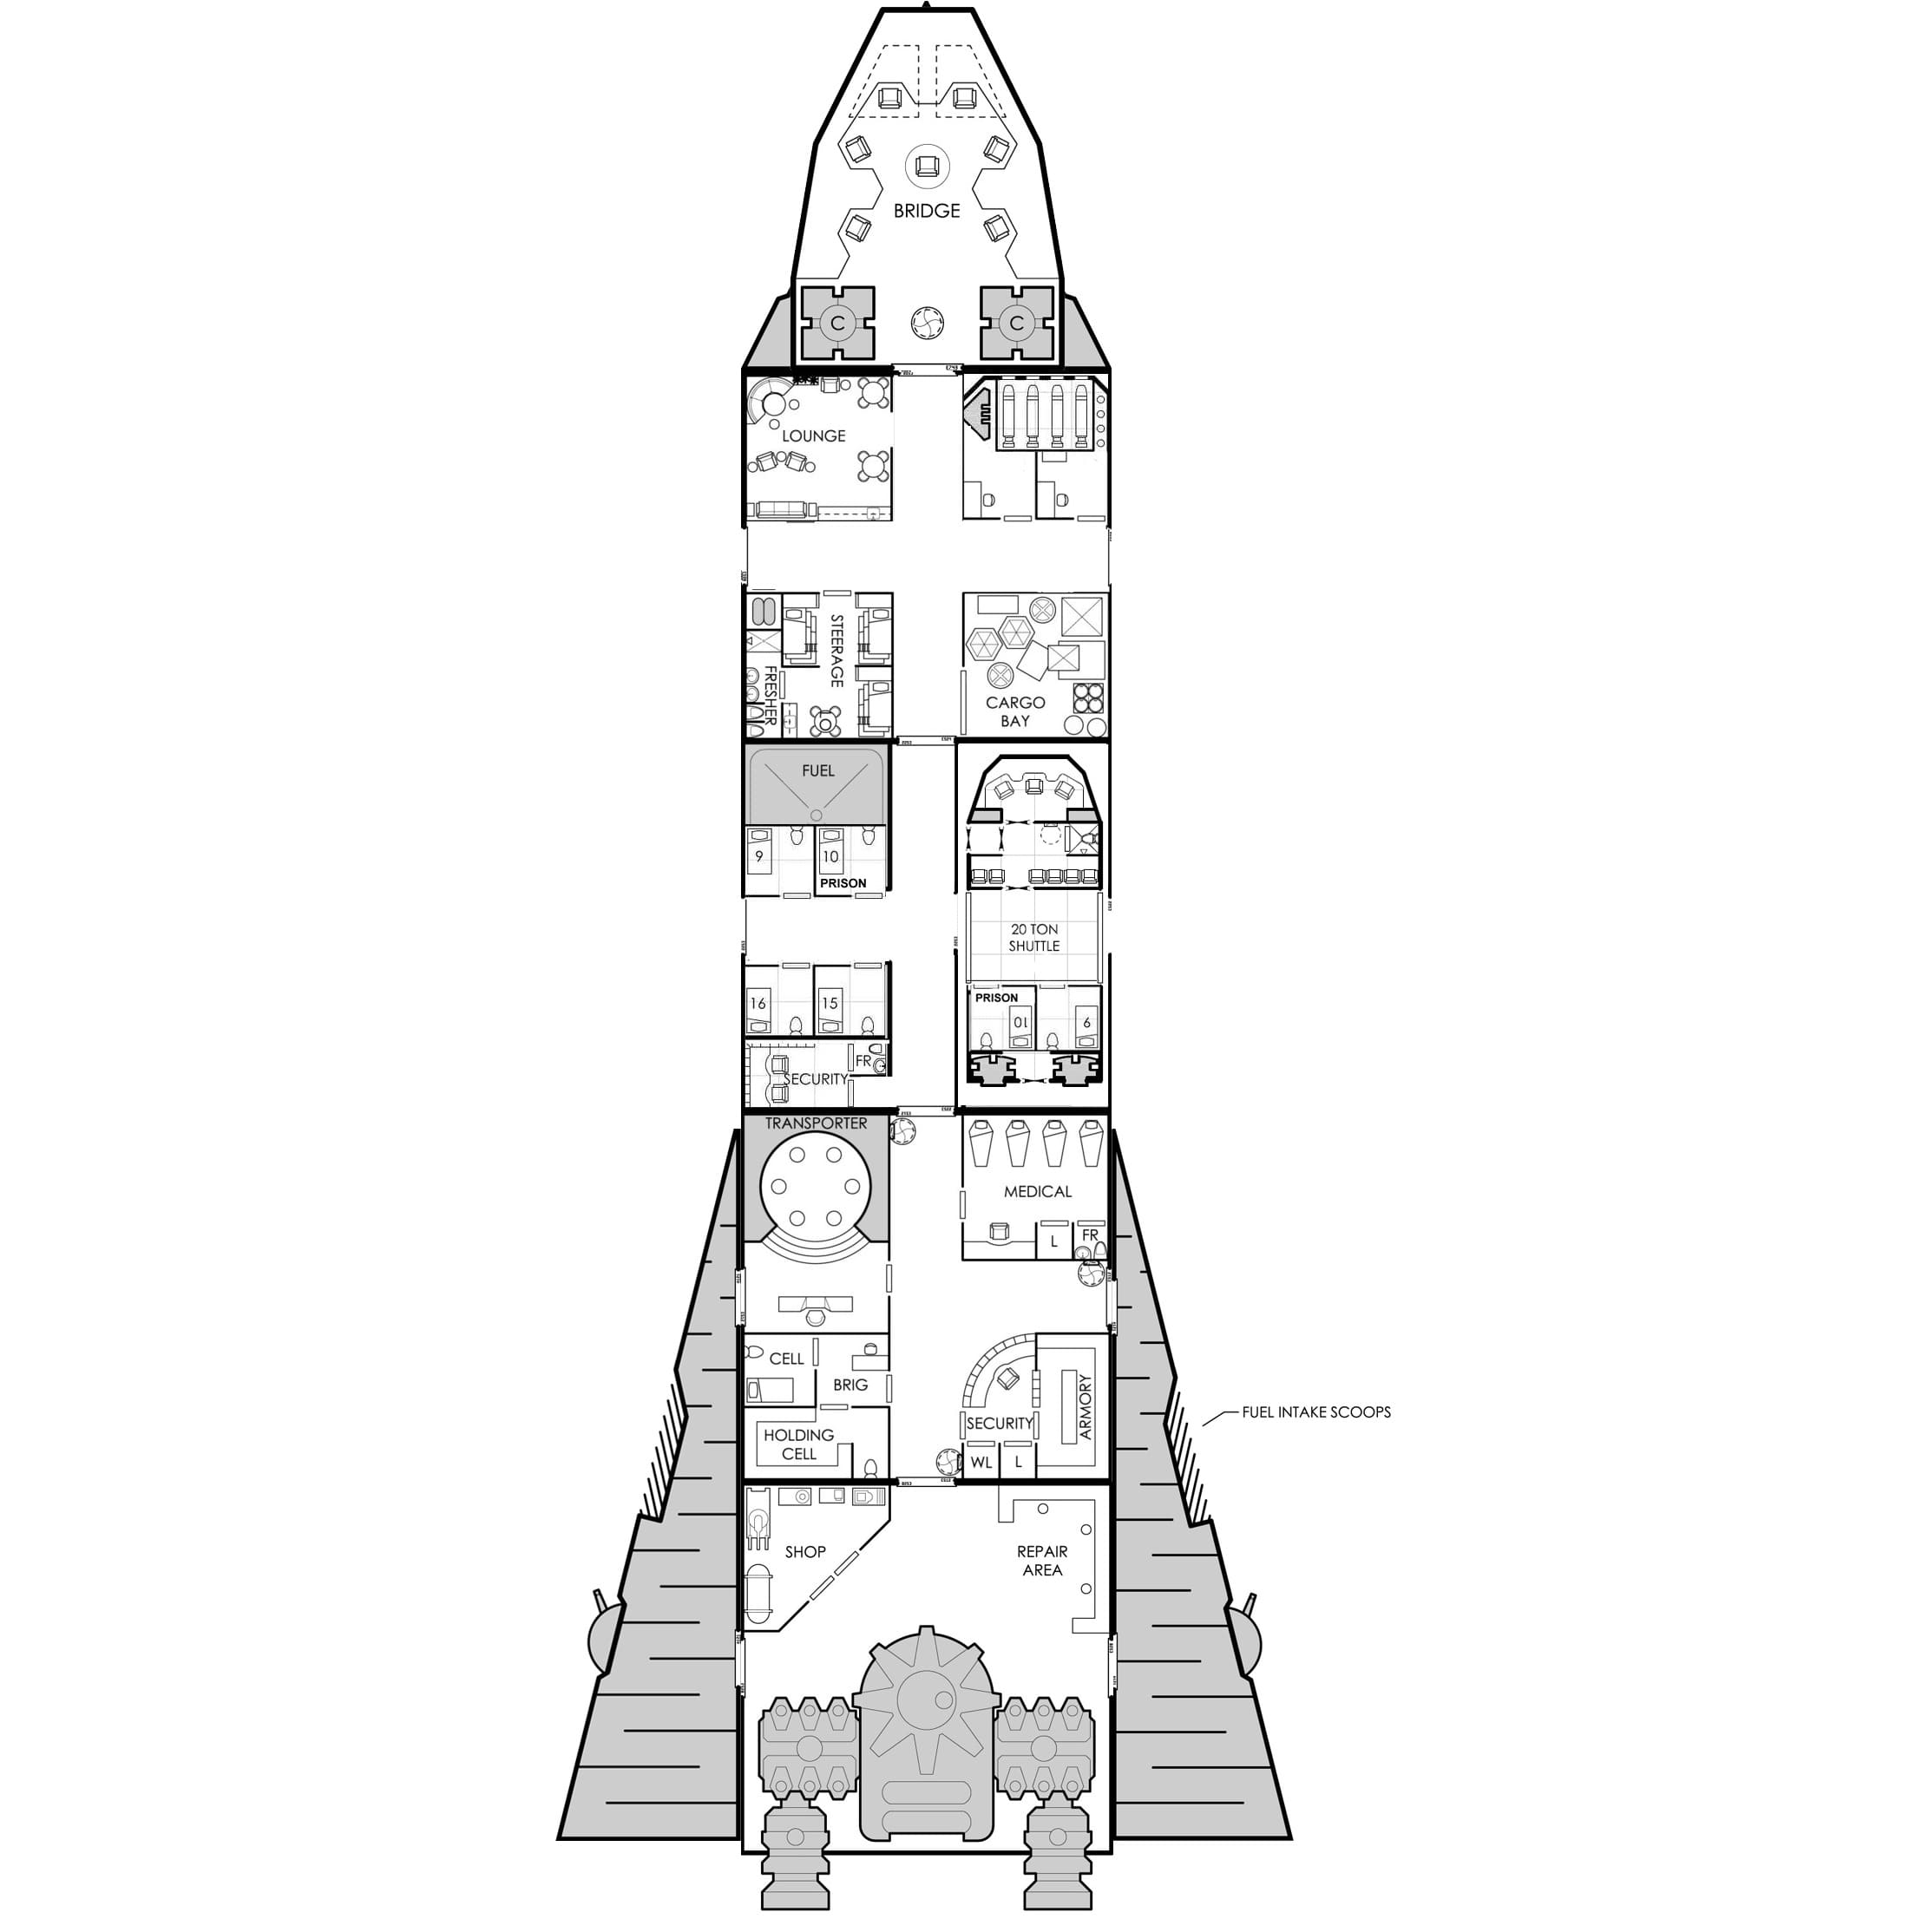 BRIDGE
C
C
LOUNGE
STEERAGE
FRESHER
CARGO
BAY
FUEL
9
10
PRISON
20 TON
SHUTTLE
16
15
PRISON
10
9
SECURITY
FR
TRANSPORTER
MEDICAL
L
FR
CELL
BRIG
HOLDING
CELL
SECURITY
WL
L
ARMORY
FUEL INTAKE SCOOPS
SHOP
REPAIR
AREA